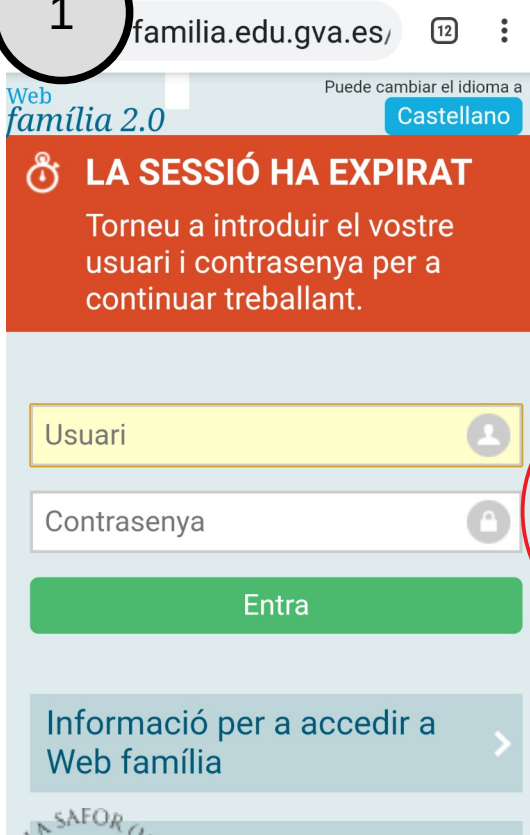 1
familia.edu.gva.es/
12
Puede cambiar el idioma a
Web
família 2.0
Castellano
LA SESSIÓ HA EXPIRAT
Torneu a introduir el vostre
usuari i contrasenya per a
continuar treballant.
Usuari
Contrasenya
Entra
Informació per a accedir a
Web família
SAFOR